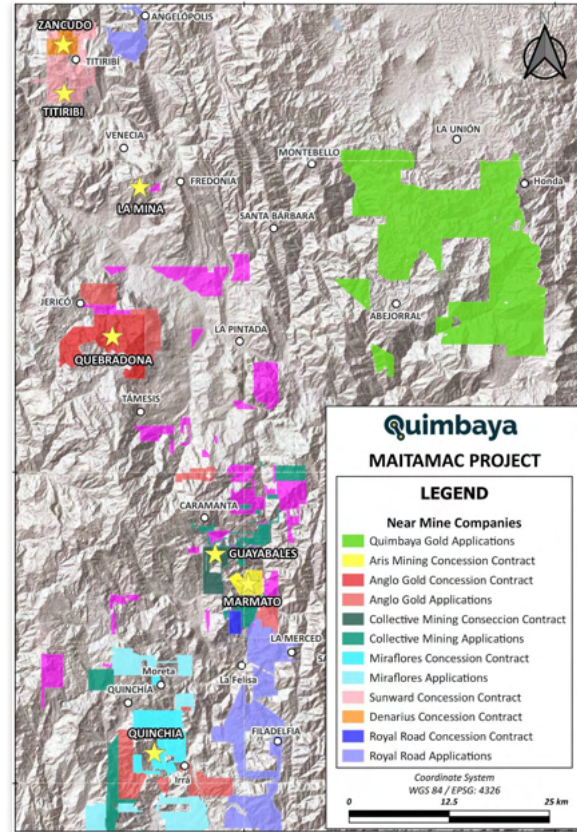 ZANCUDO
ANGELÓPOLIS
N
TITIRIBÍ
TITIRIBI
VENECIA
LA UNIÓN
MONTEBELLO
FREDONIA
Honda
LA MINA
SANTA BÁRBARA
JERICÓ
ABEJORRAL
LA PINTADA
QUEBRADONA
TÁMESIS
CARAMANTA
GUAYABALES
MARMATO
LA MERCED
La Felisa
Moreta
QUINCHÍA
QUINCHIA
FILADELFIA
Irra
Quimbaya
MAITAMAC PROJECT
LEGEND
Near Mine Companies
Quimbaya Gold Applications
Aris Mining Concession Contract
Anglo Gold Concession Contract
Anglo Gold Applications
Collective Mining Conseccion Contract
Collective Mining Applications
Miraflores Concession Contract
Miraflores Applications
Sunward Concession Contract
Denarius Concession Contract
Royal Road Concession Contract
Royal Road Applications
Coordinate System
WGS 84 / EPSG: 4326
0 12.5 25 km